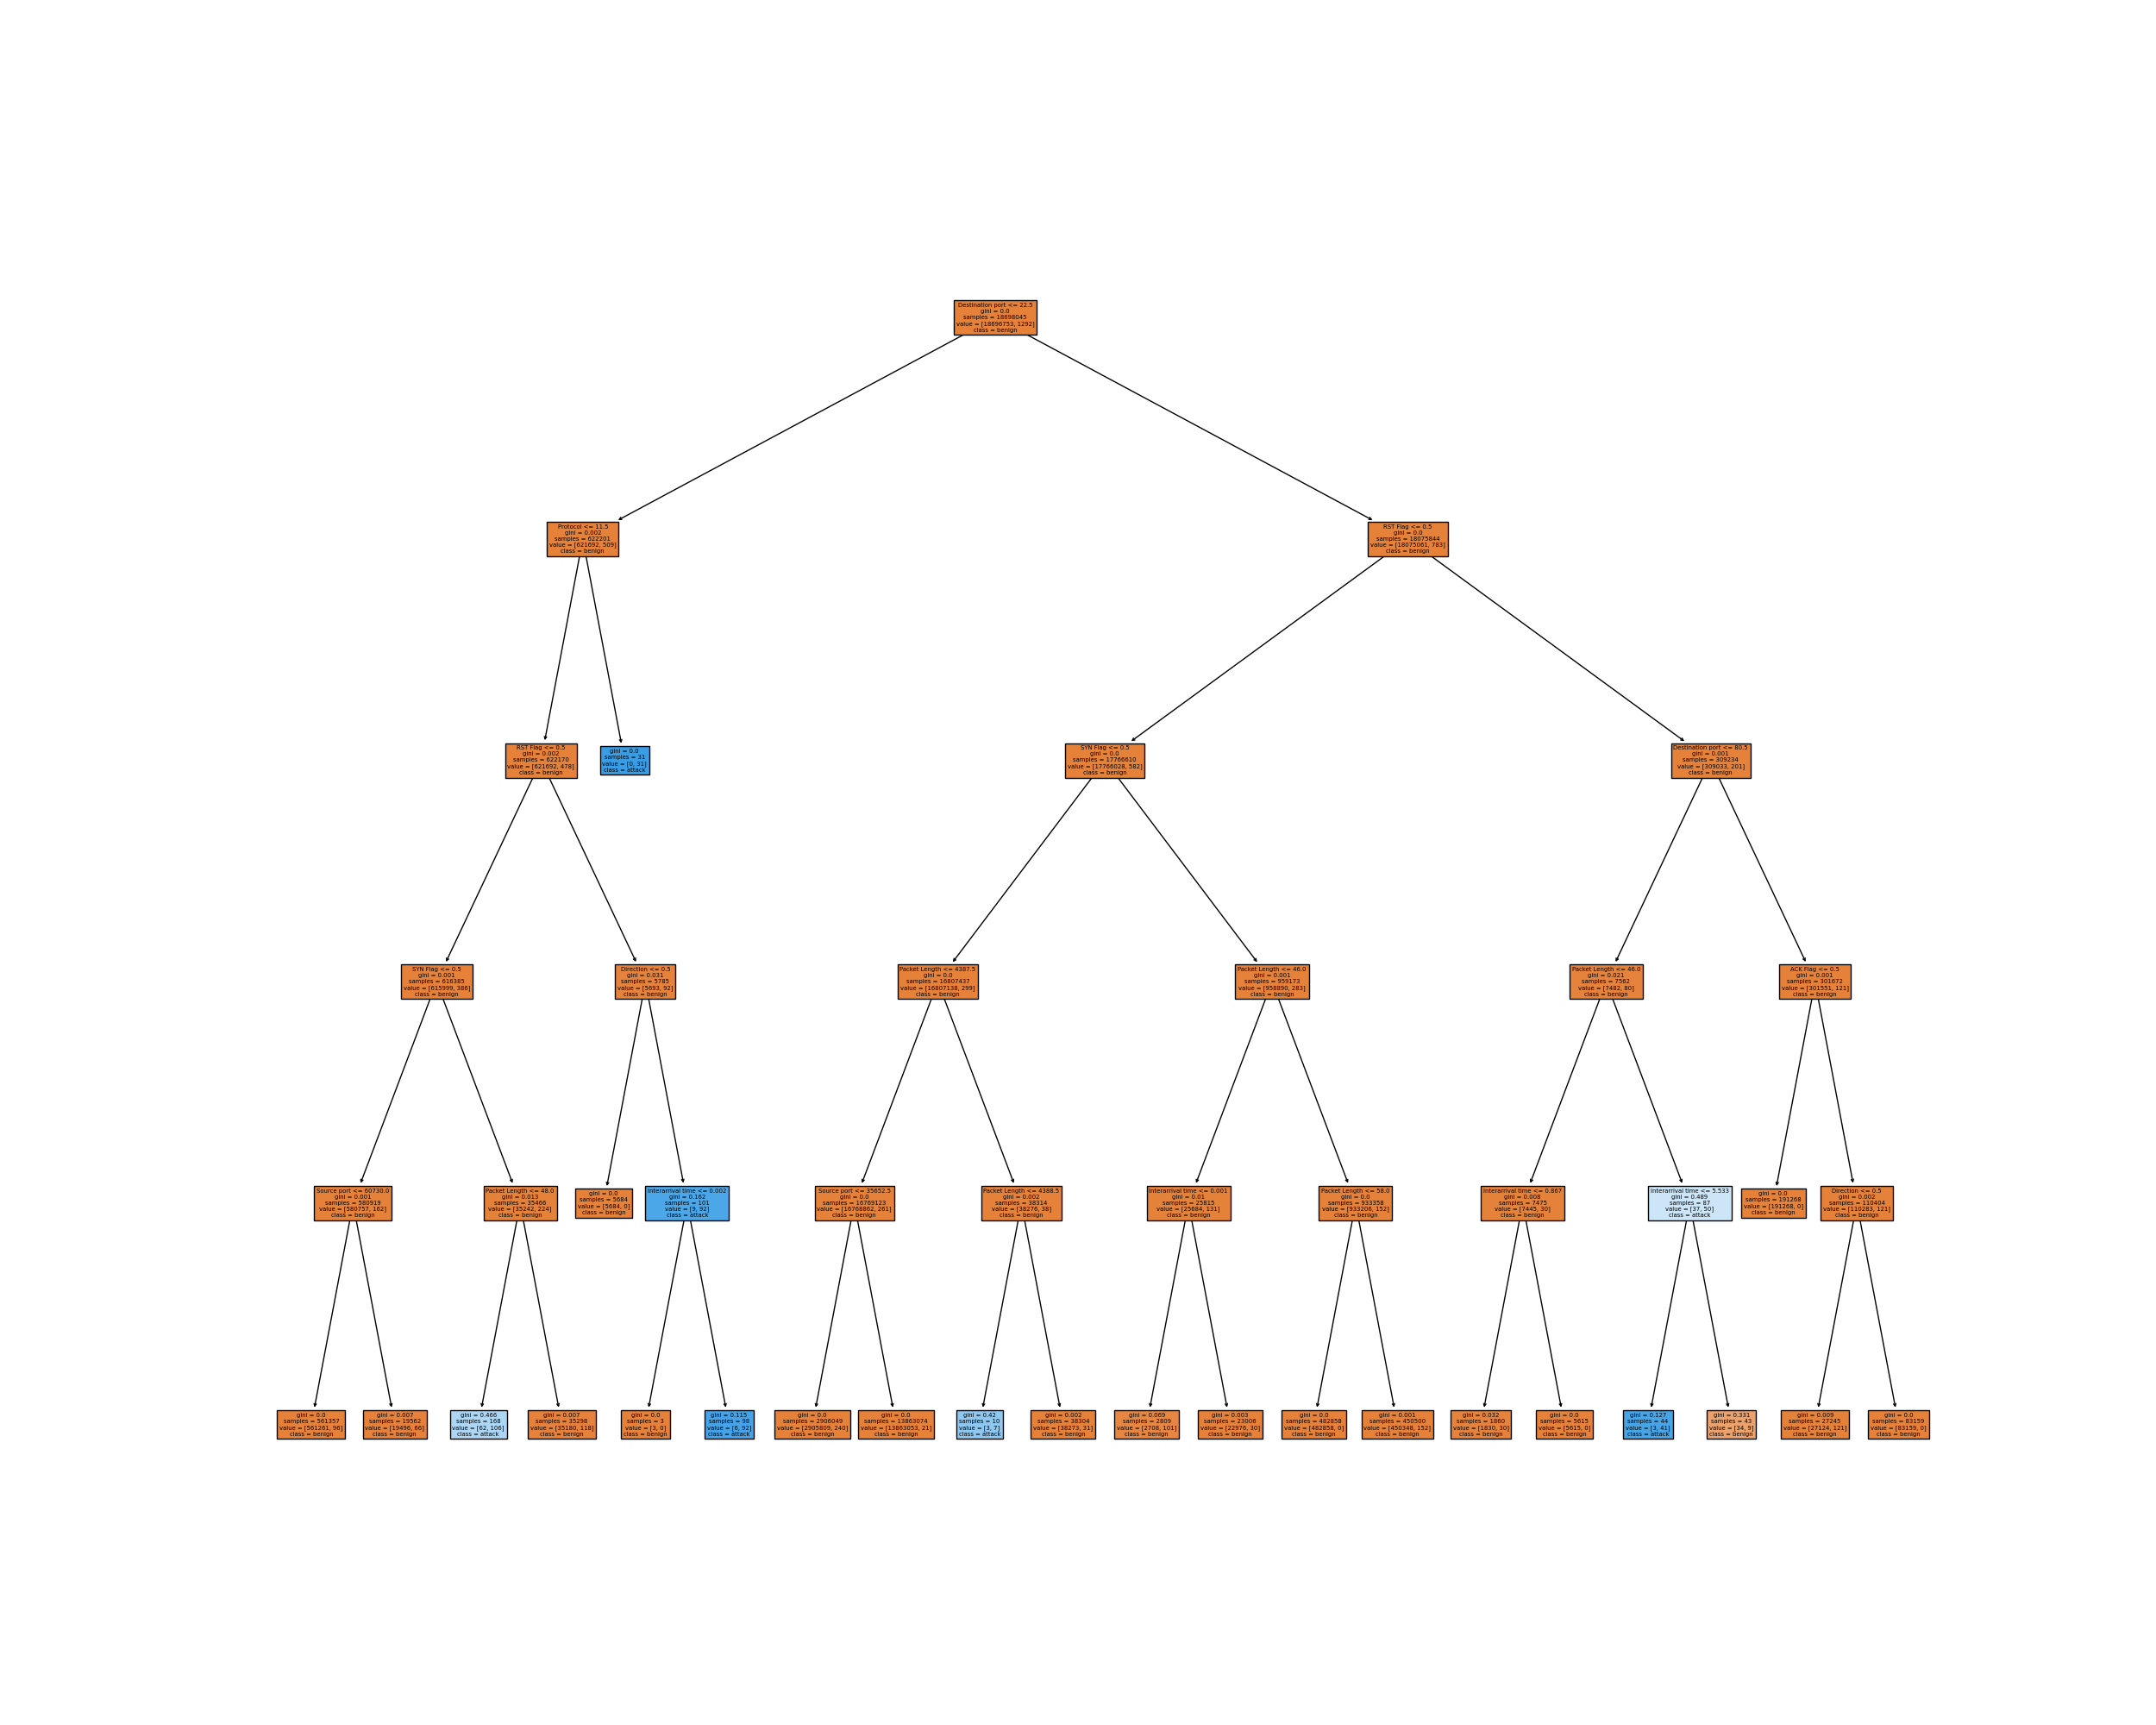 Destination port <= 22.5
gini = 0.0
samples = 18698045
value = [18696753, 1292]
class = benign
Protocol <= 11.5
gini = 0.002
samples = 622201
value = [621692, 509]
class = benign
RST Flag <= 0.5
gini = 0.0
samples = 18075844
value = [18075061, 783]
class = benign
RST Flag <= 0.5
gini = 0.002
samples = 622170
value = [621692, 478]
class = benign
gini = 0.0
samples = 31
value = [0, 31]
class = attack
SYN Flag <= 0.5
gini = 0.0
samples = 17766610
value = [17766028, 582]
class = benign
Destination port <= 80.5
gini = 0.001
samples = 309234
value = [309033, 201]
class = benign
SYN Flag <= 0.5
gini = 0.001
samples = 616385
value = [615999, 386]
class = benign
Direction <= 0.5
gini = 0.031
samples = 5785
value = [5693, 92]
class = benign
Packet Length <= 4387.5
gini = 0.0
samples = 16807437
value = [16807138, 299]
class = benign
Packet Length <= 46.0
gini = 0.001
samples = 959173
value = [958890, 283]
class = benign
Packet Length <= 46.0
gini = 0.021
samples = 7562
value = [7482, 80]
class = benign
ACK Flag <= 0.5
gini = 0.001
samples = 301672
value = [301551, 121]
class = benign
Source port <= 60730.0
gini = 0.001
samples = 580919
value = [580757, 162]
class = benign
Packet Length <= 48.0
gini = 0.013
samples = 35466
value = [35242, 224]
class = benign
gini = 0.0
samples = 5684
value = [5684, 0]
class = benign
Interarrival time <= 0.002
gini = 0.162
samples = 101
value = [9, 92]
class = attack
Source port <= 35652.5
gini = 0.0
samples = 16769123
value = [16768862, 261]
class = benign
Packet Length <= 4388.5
gini = 0.002
samples = 38314
value = [38276, 38]
class = benign
Interarrival time <= 0.001
gini = 0.01
samples = 25815
value = [25684, 131]
class = benign
Packet Length <= 58.0
gini = 0.0
samples = 933358
value = [933206, 152]
class = benign
Interarrival time <= 0.867
gini = 0.008
samples = 7475
value = [7445, 30]
class = benign
Interarrival time <= 5.533
gini = 0.489
samples = 87
value = [37, 50]
class = attack
gini = 0.0
samples = 191268
value = [191268, 0]
class = benign
Direction <= 0.5
gini = 0.002
samples = 110404
value = [110283, 121]
class = benign
gini = 0.0
samples = 561357
value = [561261, 96]
class = benign
gini = 0.007
samples = 19562
value = [19496, 66]
class = benign
gini = 0.466
samples = 168
value = [62, 106]
class = attack
gini = 0.007
samples = 35298
value = [35180, 118]
class = benign
gini = 0.0
samples = 3
value = [3, 0]
class = benign
gini = 0.115
samples = 98
value = [6, 92]
class = attack
gini = 0.0
samples = 2906049
value = [2905809, 240]
class = benign
gini = 0.0
samples = 13863074
value = [13863053, 21]
class = benign
gini = 0.42
samples = 10
value = [3, 7]
class = attack
gini = 0.002
samples = 38304
value = [38273, 31]
class = benign
gini = 0.069
samples = 2809
value = [2708, 101]
class = benign
gini = 0.003
samples = 23006
value = [22976, 30]
class = benign
gini = 0.0
samples = 482858
value = [482858, 0]
class = benign
gini = 0.001
samples = 450500
value = [450348, 152]
class = benign
gini = 0.032
samples = 1860
value = [1830, 30]
class = benign
gini = 0.0
samples = 5615
value = [5615, 0]
class = benign
gini = 0.127
samples = 44
value = [3, 41]
class = attack
gini = 0.331
samples = 43
value = [34, 9]
class = benign
gini = 0.009
samples = 27245
value = [27124, 121]
class = benign
gini = 0.0
samples = 83159
value = [83159, 0]
class = benign